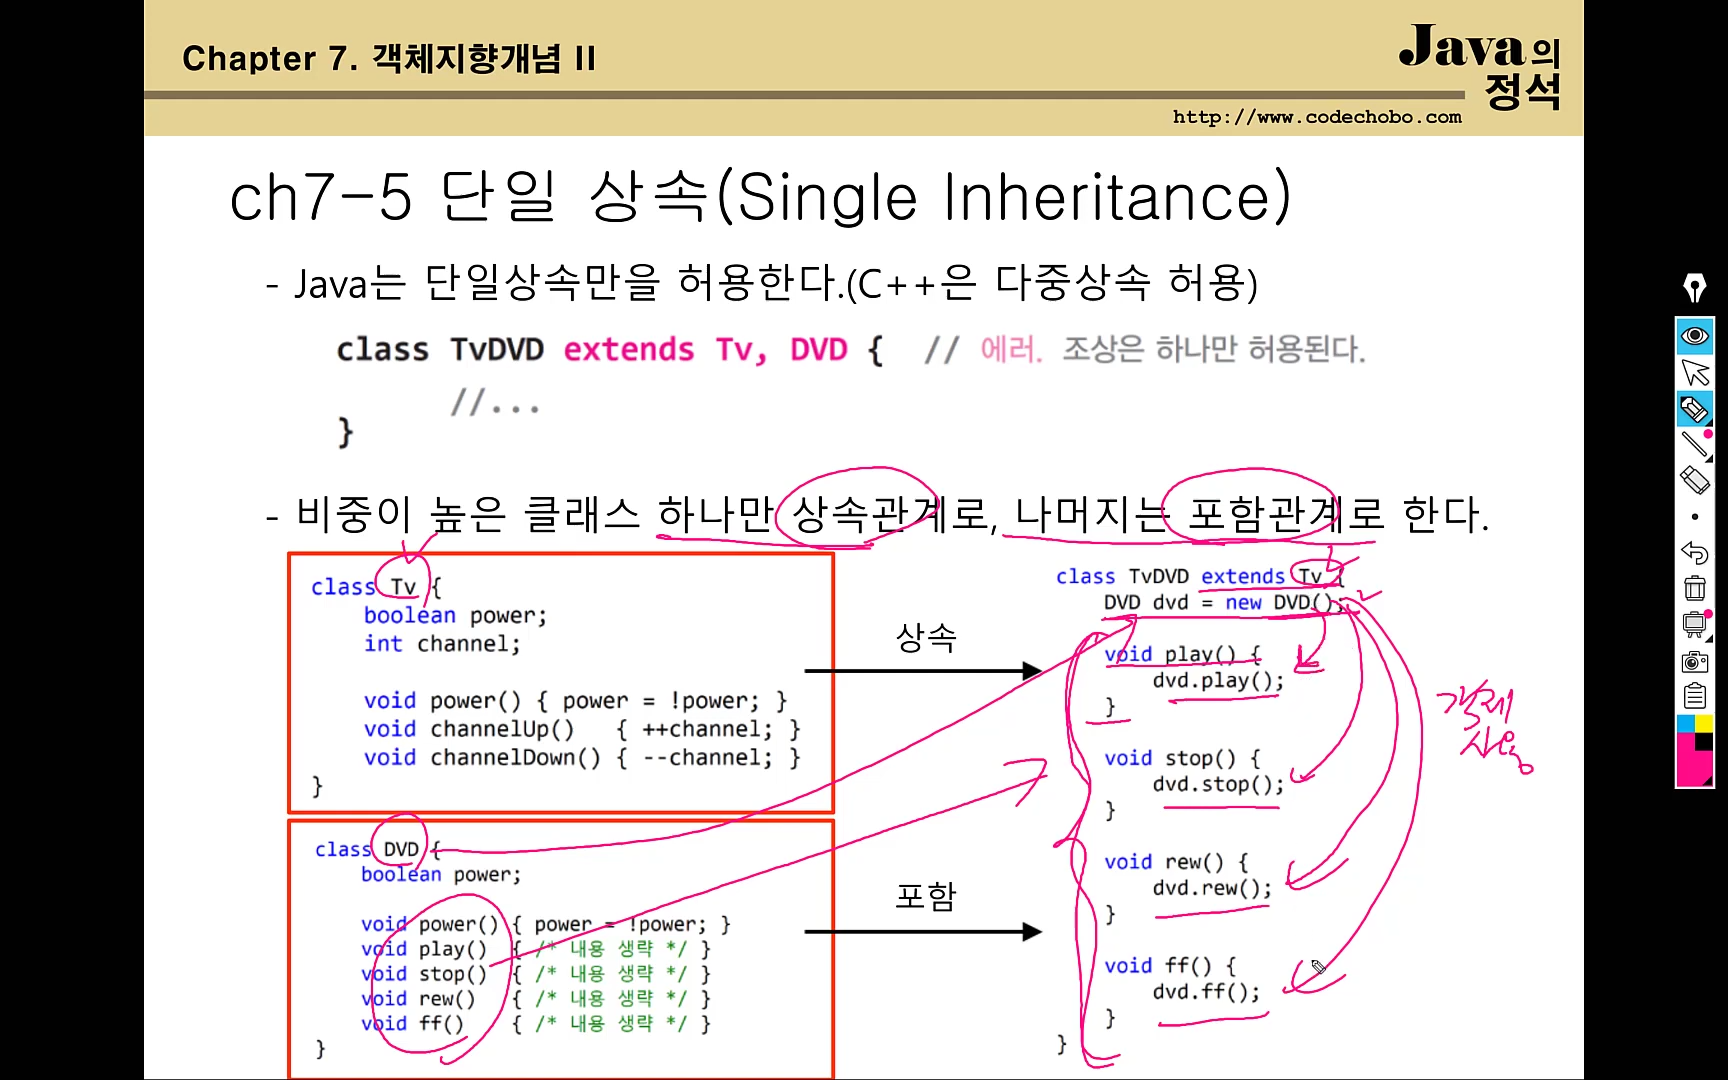 Chapter 7. 객체지향개념 II
Java의
정석
http://www.codechobo.com
ch7-5 단일 상속(Single Inheritance)
- Java는 단일상속만을 허용한다.(C++은 다중상속 허용)
class TvDVD extends Tv, DVD { // 에러. 조상은 하나만 허용된다.
//...
}
- 비중이 높은 클래스 하나만 상속관계로, 나머지는 포함관계로 한다.
class Tv {
boolean power;
int channel;
void power() { power = !power; }
void channelUp() { ++channel; }
void channelDown() { --channel; }
}
상속
class DVD {
boolean power;
void power() { power = !power; }
void play() { /* 내용 생략 */ }
void stop() { /* 내용 생략 */ }
void rew() { /* 내용 생략 */ }
void ff() { /* 내용 생략 */ }
}
포함
class TvDVD extends Tv {
DVD dvd = new DVD();
void play() {
dvd.play();
}
void stop() {
dvd.stop();
}
void rew() {
dvd.rew();
}
void ff() {
dvd.ff();
}
}
객체